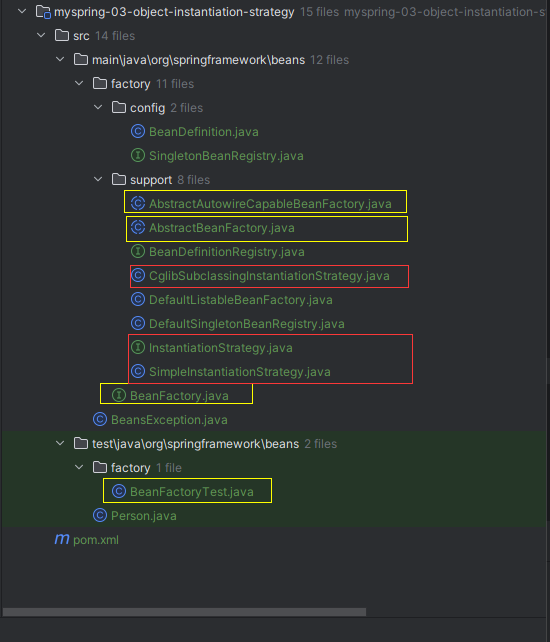 myspring-03-object-instantiation-strategy 15 files myspring-03-object-instantiation-s
src 14 files
main\java\org\springframework\beans 12 files
factory 11 files
config 2 files
C BeanDefinition.java
I SingletonBeanRegistry.java
support 8 files
C AbstractAutowireCapableBeanFactory.java
C AbstractBeanFactory.java
I BeanDefinitionRegistry.java
C CglibSubclassingInstantiationStrategy.java
C DefaultListableBeanFactory.java
C DefaultSingletonBeanRegistry.java
I InstantiationStrategy.java
C SimpleInstantiationStrategy.java
I BeanFactory.java
C BeansException.java
test\java\org\springframework\beans 2 files
factory 1 file
C BeanFactoryTest.java
C Person.java
m pom.xml